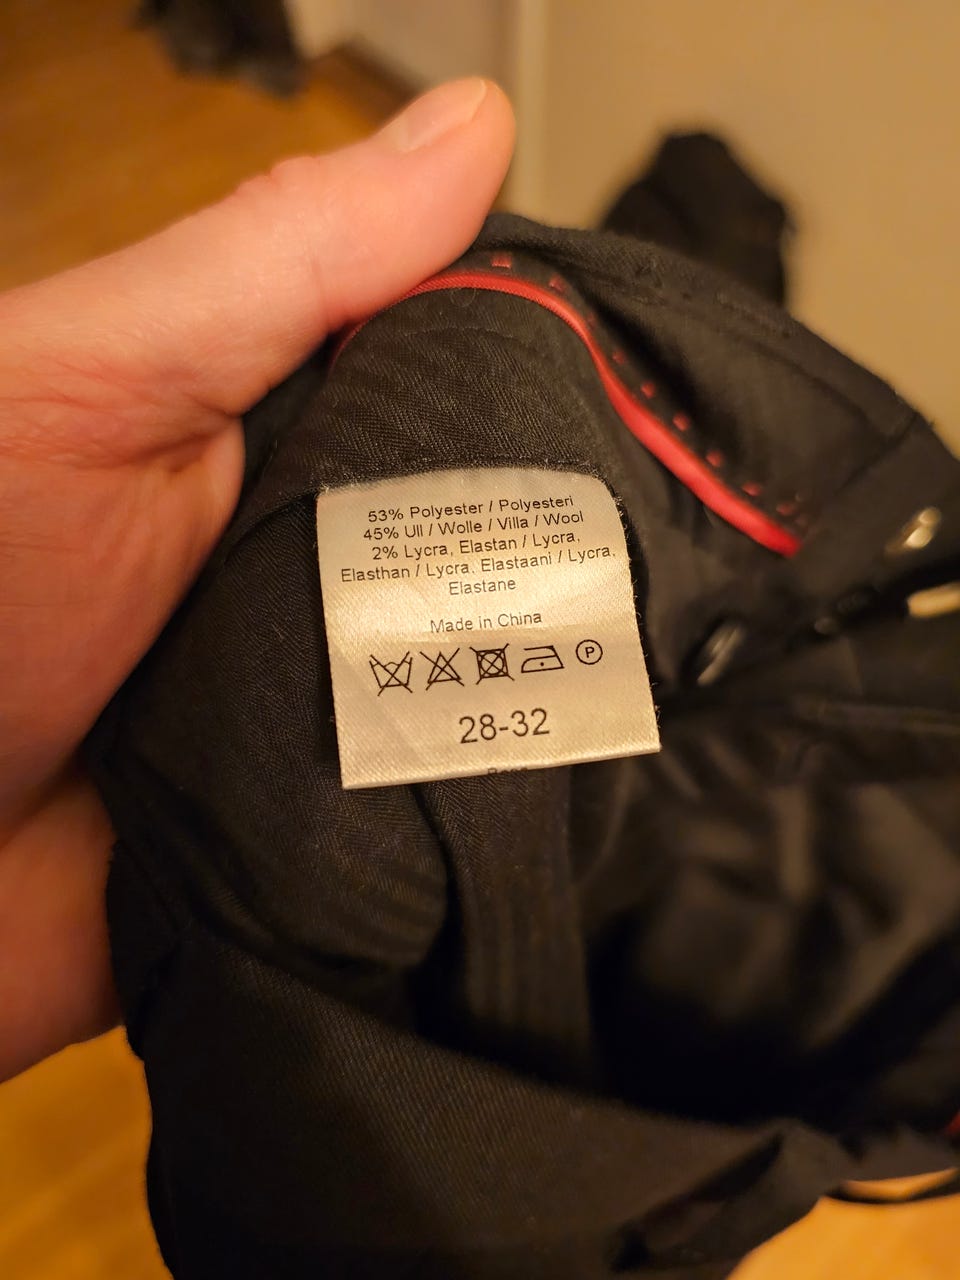 53% Polyester / Polyesteri
45% Ull / Wolle / Villa / Wool
2% Lycra, Elastan / Lycra,
Elasthan / Lycra, Elastaani / Lycra,
Elastane
Made in China
P
28-32